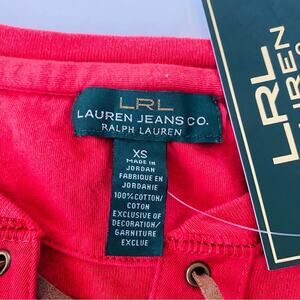 LRL
LAUREN JEANS CO.
RALPH LAUREN
XS
MADE IN
JORDAN
FABRIQUE EN
JORDANIE
100% COTTON/
COTON
EXCLUSIVE OF
DECORATION/
GARNITURE
EXCLUE
LRL